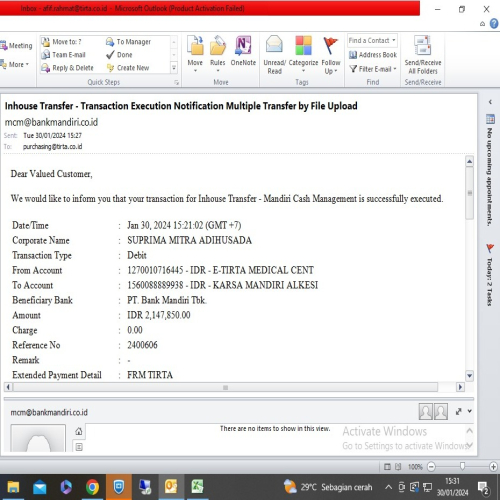 Inbox - afif.rahmat@tirta.co.id - Microsoft Outlook (Product Activation Failed)
Meeting
More
Move to: ?
Team E-mail
Reply & Delete
To Manager
Done
Create New
Quick Steps
Move
Rules
OneNote
Move
Unread/ Read
Categorize
Follow Up
Tags
Find a Contact
Address Book
Filter E-mail
Find
Send/Receive All Folders
Send/Receive
Inhouse Transfer - Transaction Execution Notification Multiple Transfer by File Upload
mcm@bankmandiri.co.id
Sent: Tue 30/01/2024 15:27
To: purchasing@tirta.co.id
Dear Valued Customer,
We would like to inform you that your transaction for Inhouse Transfer - Mandiri Cash Management is successfully executed.
Date/Time : Jan 30, 2024 15:21:02 (GMT +7)
Corporate Name : SUPRIMA MITRA ADIHUSADA
Transaction Type : Debit
From Account : 1270010716445 - IDR - E-TIRTA MEDICAL CENT
To Account : 1560088889938 - IDR - KARSA MANDIRI ALKESI
Beneficiary Bank : PT. Bank Mandiri Tbk.
Amount : IDR 2,147,850.00
Charge : 0.00
Reference No : 2400606
Remark : -
Extended Payment Detail : FRM TIRTA
No upcoming appointments.
Today: 2 Tasks
mcm@bankmandiri.co.id
There are no items to show in this view.
Activate Windows
Go to Settings to activate Windows.
100%
29°C Sebagian cerah
15:31
30/01/2024
2